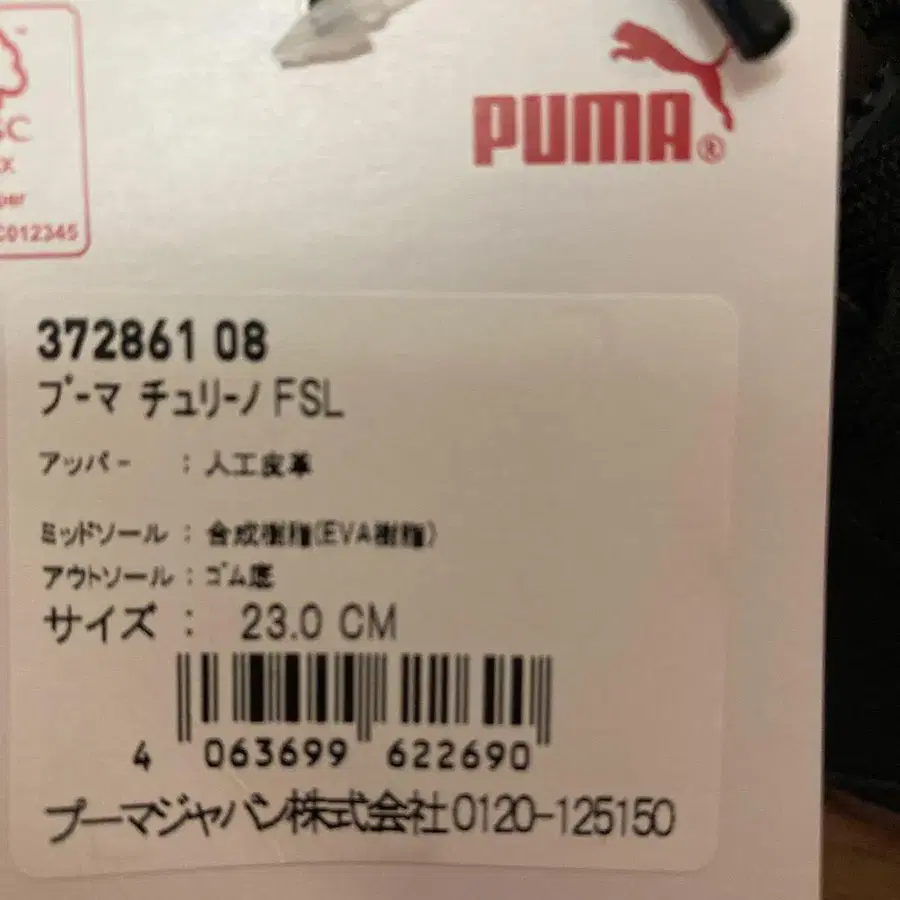 PUMA®
SC
per
C012345
372861 08
プーマ チュリーノ FSL
アッパー : 人工皮革
ミッドソール : 合成樹脂(EVA樹脂)
アウトソール : ゴム底
サイズ : 23.0 CM
4 063699 622690
プーマジャパン株式会社0120-125150